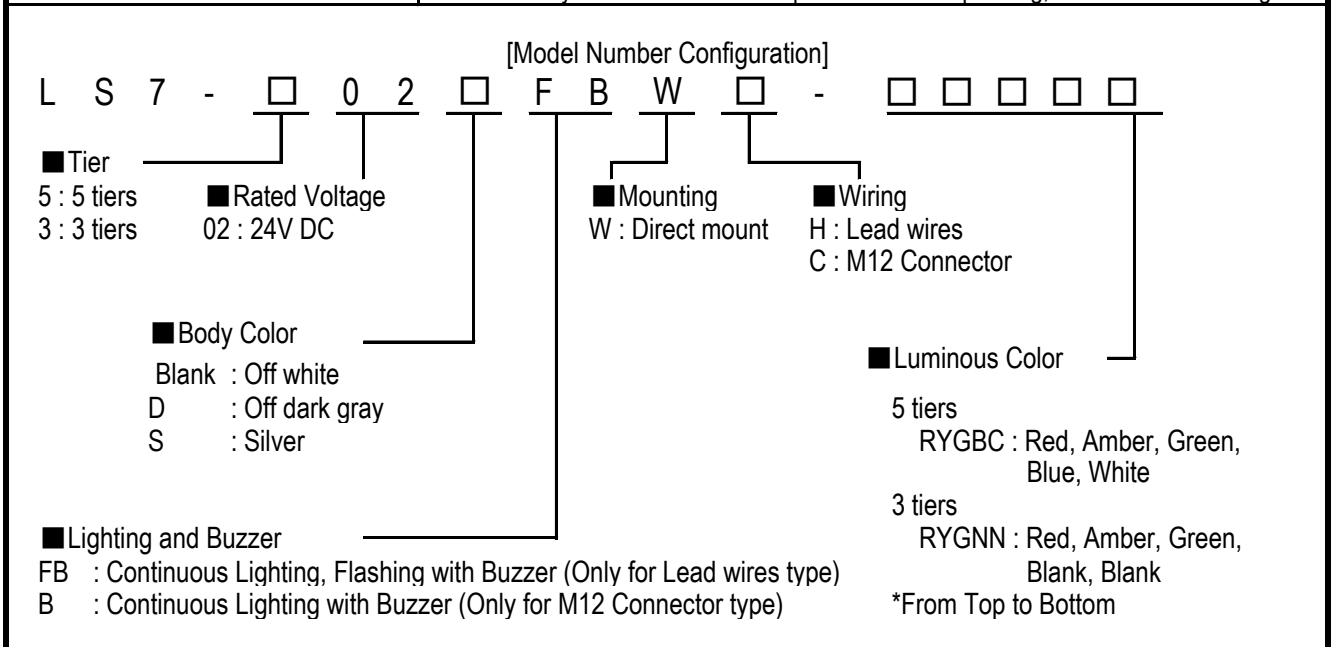 [Model Number Configuration]
L S 7 - □ 0 2 □ F B W □ - □ □ □ □ □
■Tier
5 : 5 tiers ■Rated Voltage ■Mounting ■Wiring
3 : 3 tiers 02 : 24V DC W : Direct mount H : Lead wires
C : M12 Connector
■Body Color
■Luminous Color
Blank : Off white
D : Off dark gray 5 tiers
S : Silver RYGBC : Red, Amber, Green,
Blue, White
3 tiers
■Lighting and Buzzer RYGNN : Red, Amber, Green,
FB : Continuous Lighting, Flashing with Buzzer (Only for Lead wires type) Blank, Blank
B : Continuous Lighting with Buzzer (Only for M12 Connector type) *From Top to Bottom